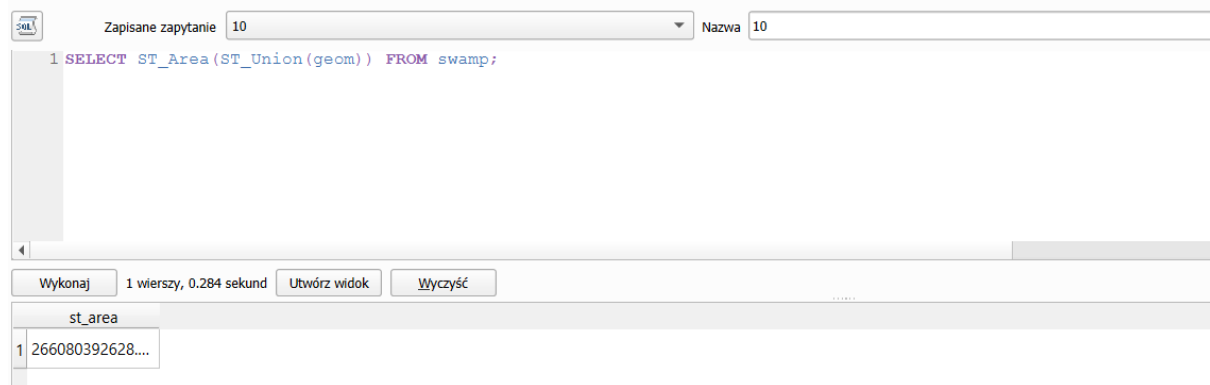 SQL Zapisane zapytanie 10 Nazwa 10
1 SELECT ST_Area(ST_Union(geom)) FROM swamp;
Wykonaj 1 wierszy, 0.284 sekund Utwórz widok Wyczyść
st_area
1 266080392628....